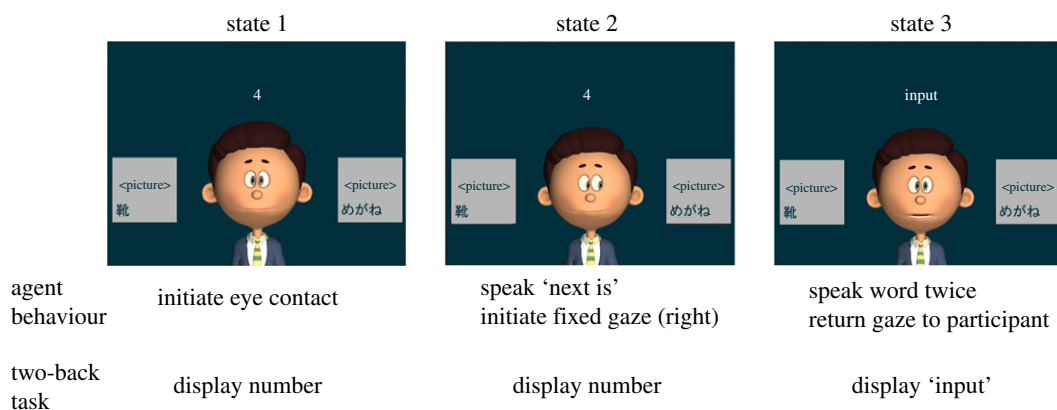 state 1
state 2
state 3
4
4
input
<picture>
靴
<picture>
めがね
<picture>
靴
<picture>
めがね
<picture>
靴
<picture>
めがね
agent
behaviour
initiate eye contact
speak ‘next is’
initiate fixed gaze (right)
speak word twice
return gaze to participant
two-back
task
display number
display number
display ‘input’